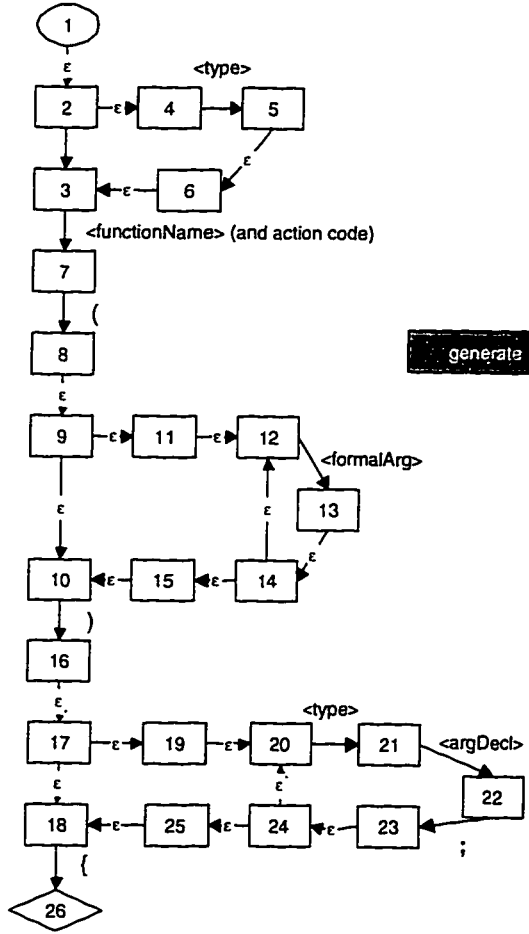 1
ε
<type>
2 ε 4 5
ε
3 ε 6
<functionName> (and action code)
7
(
8
generate
ε
9 ε 11 ε 12
<formalArg>
13
ε ε ε
10 ε 15 ε 14
)
16
ε
<type>
17 ε 19 ε 20 21 <argDecl>
ε ε 22
18 ε 25 ε 24 ε 23 ;
{
26